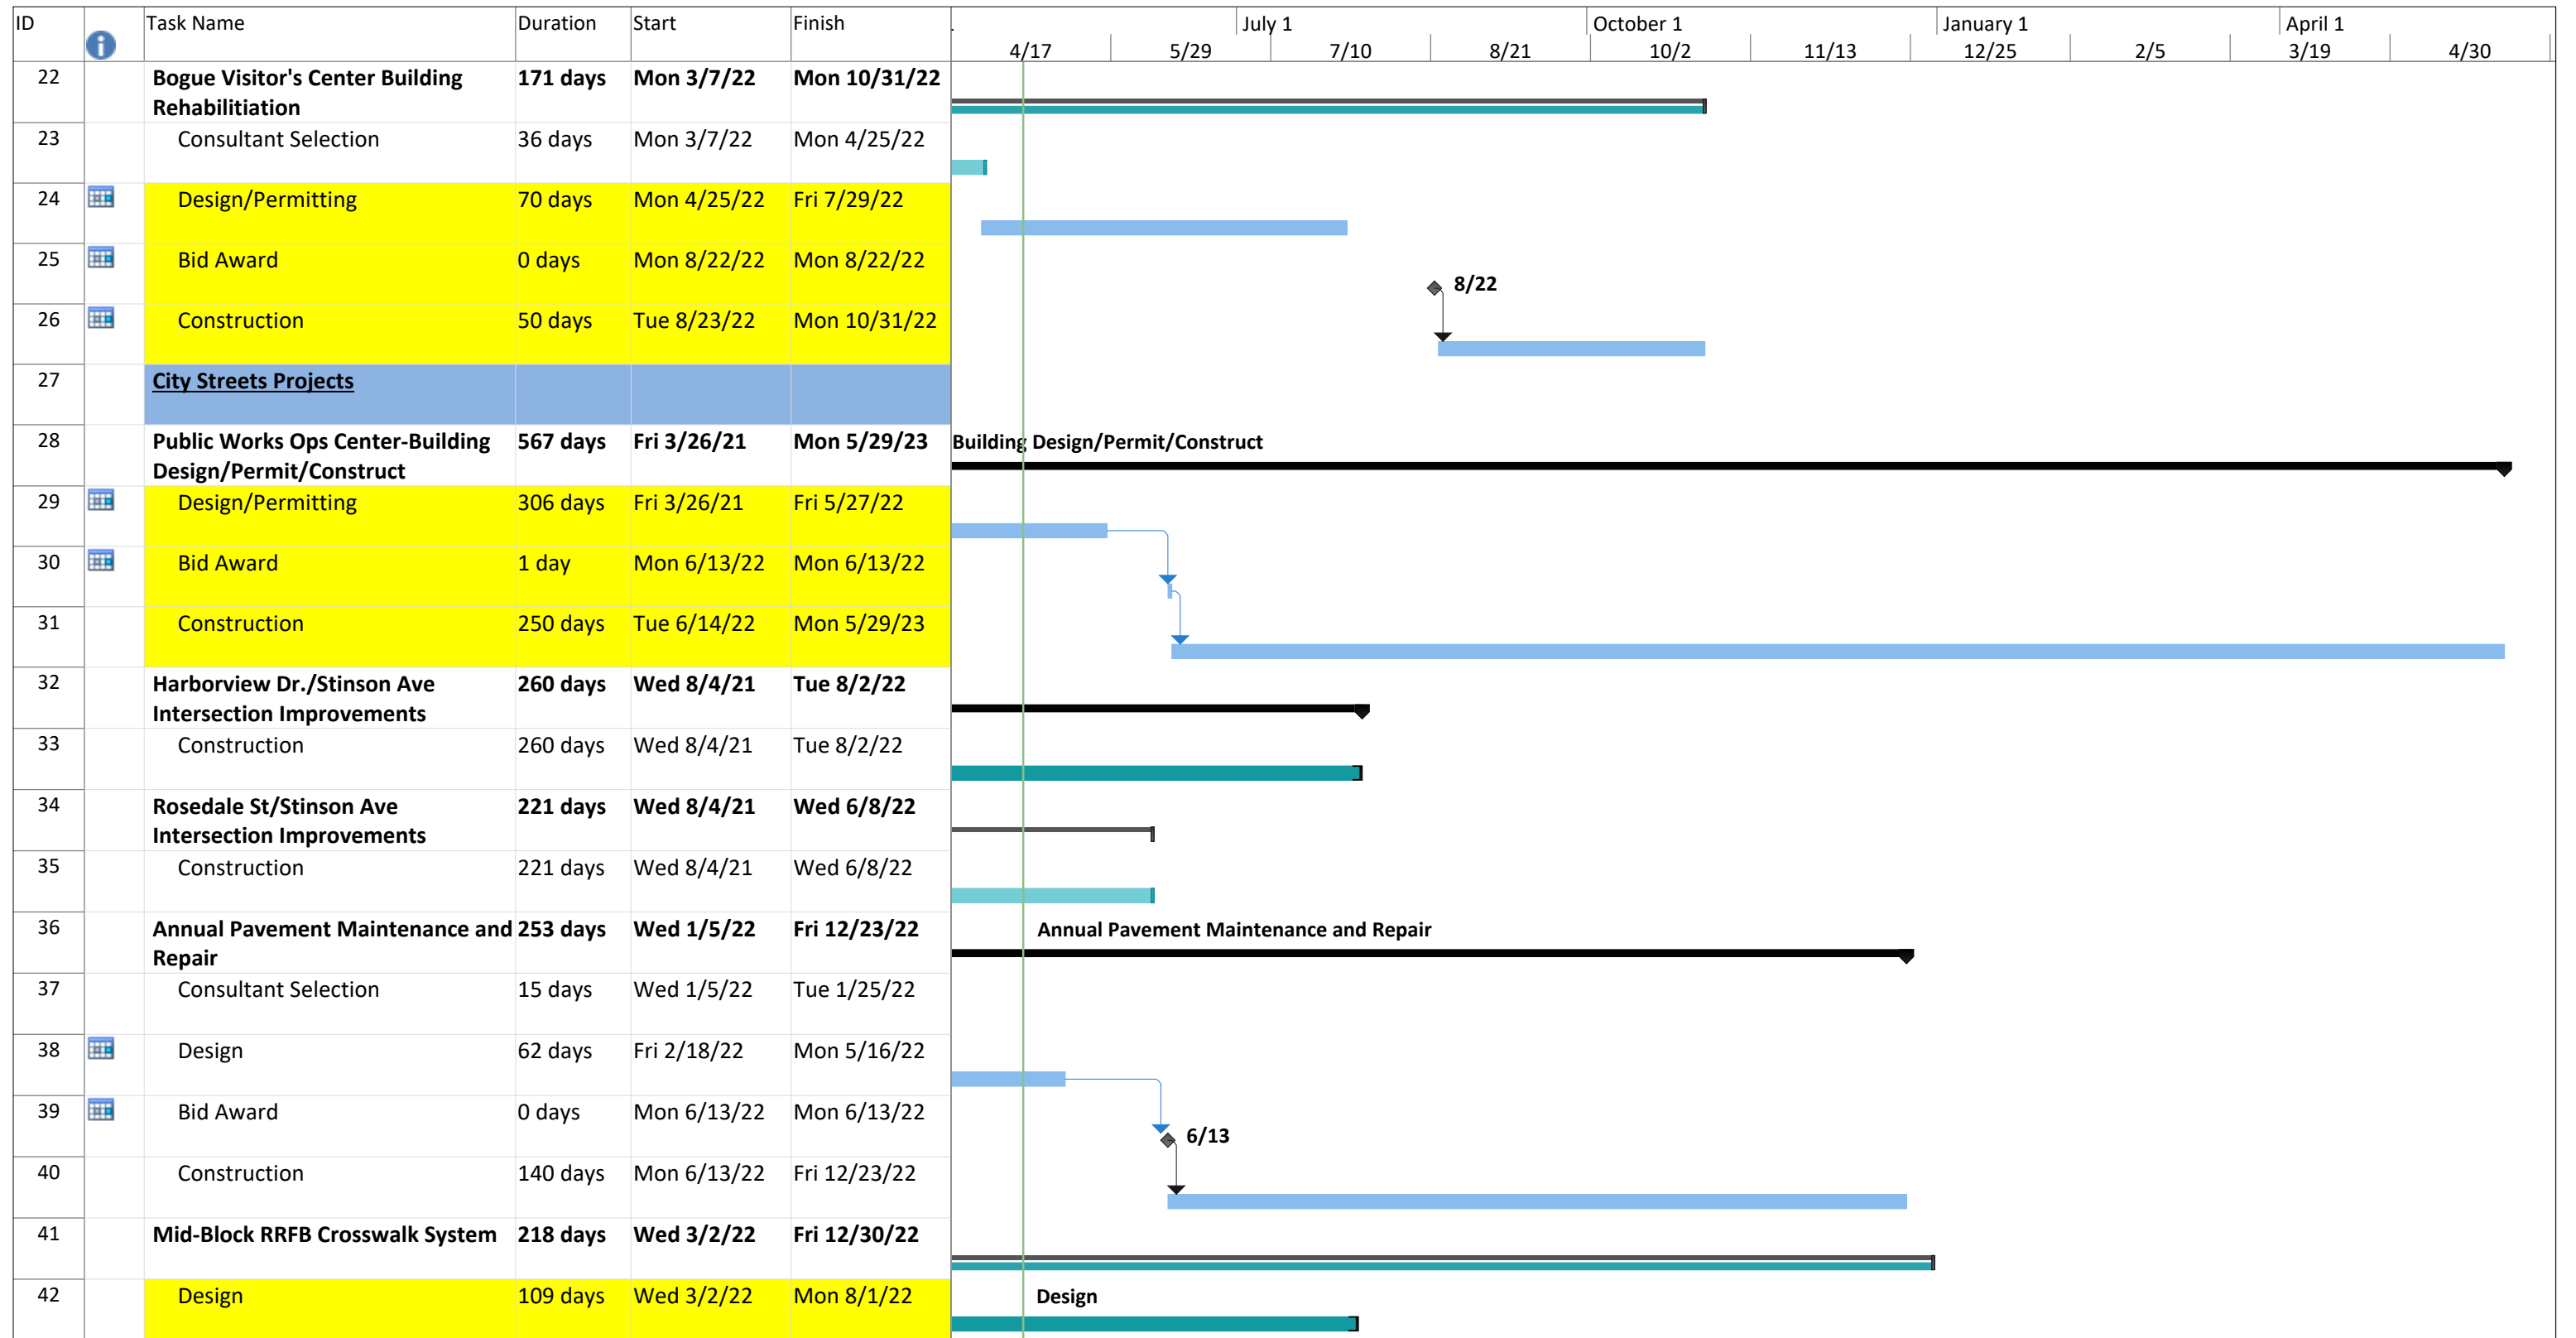 ID Task Name Duration Start Finish July 1 October 1 January 1 April 1
4/17 5/29 7/10 8/21 10/2 11/13 12/25 2/5 3/19 4/30
22 Bogue Visitor's Center Building 171 days Mon 3/7/22 Mon 10/31/22
Rehabilitiation
23 Consultant Selection 36 days Mon 3/7/22 Mon 4/25/22
24 Design/Permitting 70 days Mon 4/25/22 Fri 7/29/22
25 Bid Award 0 days Mon 8/22/22 Mon 8/22/22
8/22
26 Construction 50 days Tue 8/23/22 Mon 10/31/22
27 City Streets Projects
28 Public Works Ops Center-Building 567 days Fri 3/26/21 Mon 5/29/23 Building Design/Permit/Construct
Design/Permit/Construct
29 Design/Permitting 306 days Fri 3/26/21 Fri 5/27/22
30 Bid Award 1 day Mon 6/13/22 Mon 6/13/22
31 Construction 250 days Tue 6/14/22 Mon 5/29/23
32 Harborview Dr./Stinson Ave 260 days Wed 8/4/21 Tue 8/2/22
Intersection Improvements
33 Construction 260 days Wed 8/4/21 Tue 8/2/22
34 Rosedale St/Stinson Ave 221 days Wed 8/4/21 Wed 6/8/22
Intersection Improvements
35 Construction 221 days Wed 8/4/21 Wed 6/8/22
36 Annual Pavement Maintenance and 253 days Wed 1/5/22 Fri 12/23/22 Annual Pavement Maintenance and Repair
Repair
37 Consultant Selection 15 days Wed 1/5/22 Tue 1/25/22
38 Design 62 days Fri 2/18/22 Mon 5/16/22
39 Bid Award 0 days Mon 6/13/22 Mon 6/13/22
6/13
40 Construction 140 days Mon 6/13/22 Fri 12/23/22
41 Mid-Block RRFB Crosswalk System 218 days Wed 3/2/22 Fri 12/30/22
42 Design 109 days Wed 3/2/22 Mon 8/1/22 Design